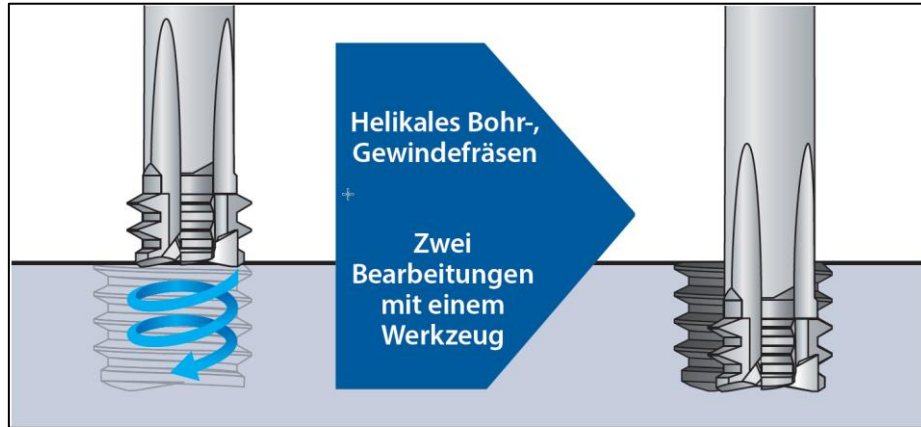 Helikales Bohr-,
Gewindefräsen
Zwei
Bearbeitungen
mit einem
Werkzeug